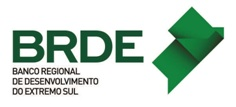 BRDE
BANCO REGIONAL
DE DESENVOLVIMENTO
DO EXTREMO SUL